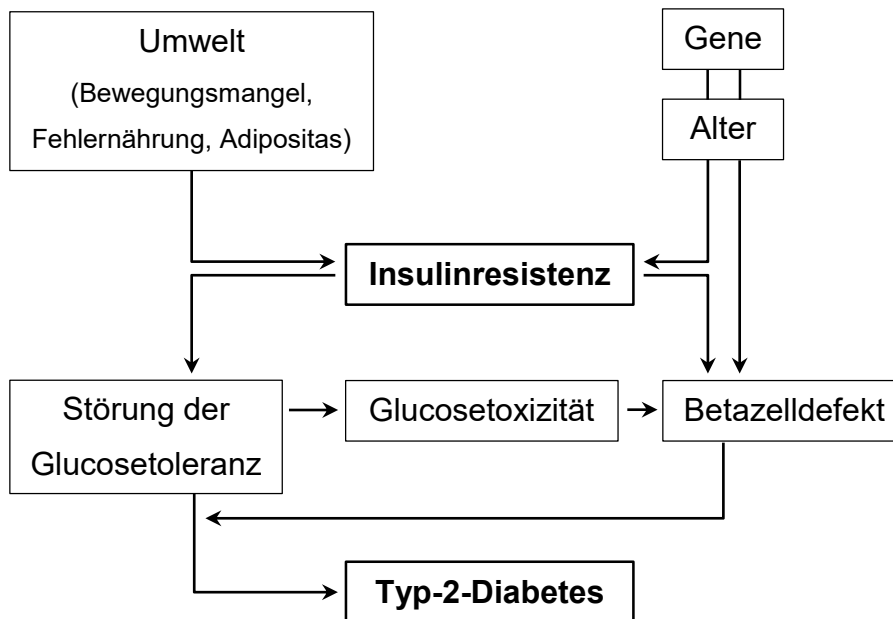 Umwelt
(Bewegungsmangel,
Fehlernährung, Adipositas)
Gene
Alter
Insulinresistenz
Störung der
Glucosetoleranz
Glucosetoxizität
Betazelldefekt
Typ-2-Diabetes